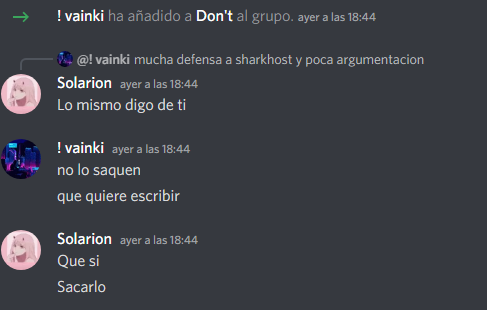 ! vainki ha añadido a Don't al grupo. ayer a las 18:44
@! vainki mucha defensa a sharkhost y poca argumentacion
Solarion ayer a las 18:44
Lo mismo digo de ti
! vainki ayer a las 18:44
no lo saquen
que quiere escribir
Solarion ayer a las 18:44
Que si
Sacarlo